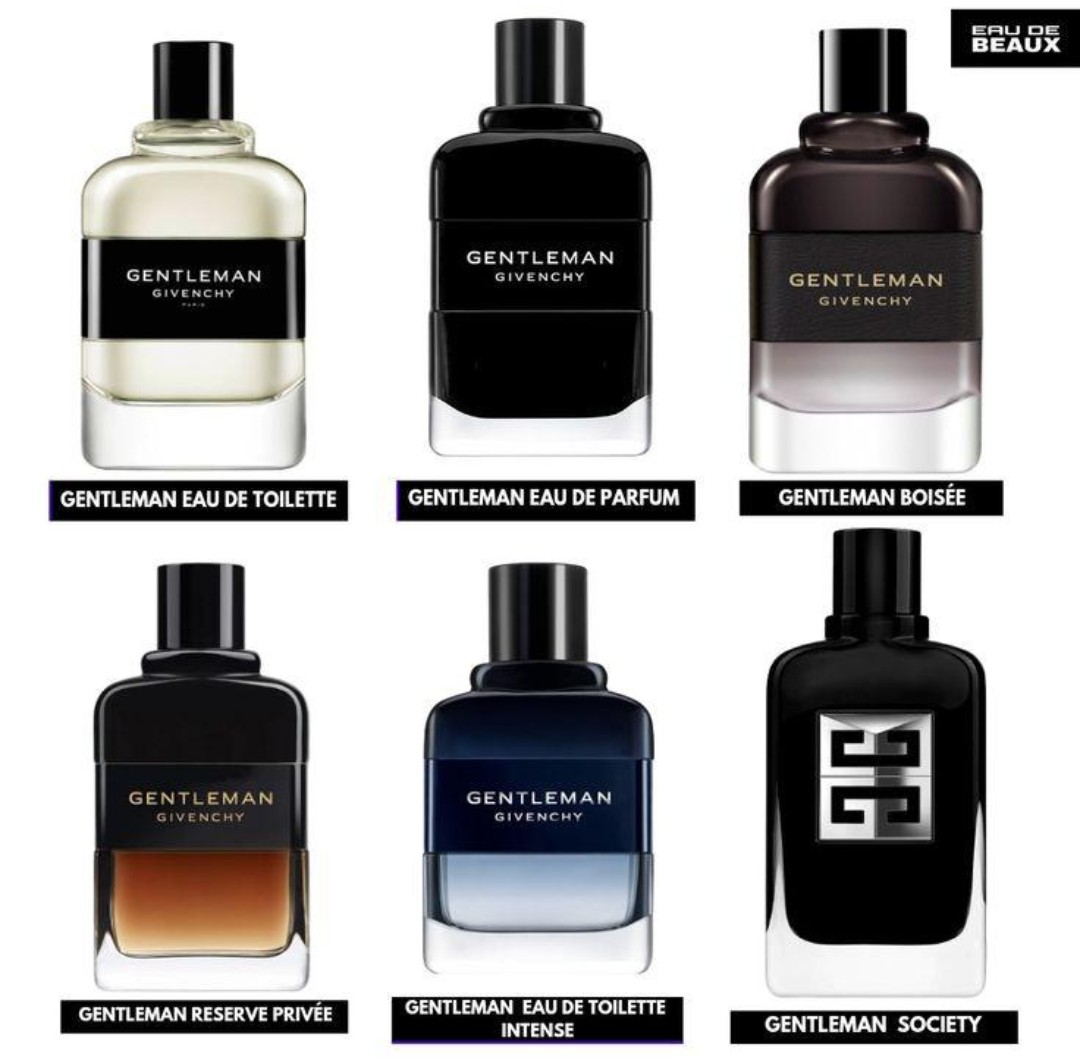 EAU DE
BEAUX
GENTLEMAN
GIVENCHY
PARIS
GENTLEMAN
GIVENCHY
GENTLEMAN
GIVENCHY
GENTLEMAN EAU DE TOILETTE
GENTLEMAN EAU DE PARFUM
GENTLEMAN BOISÉE
GENTLEMAN
GIVENCHY
GENTLEMAN
GIVENCHY
GENTLEMAN RESERVE PRIVÉE
GENTLEMAN EAU DE TOILETTE
INTENSE
GENTLEMAN SOCIETY